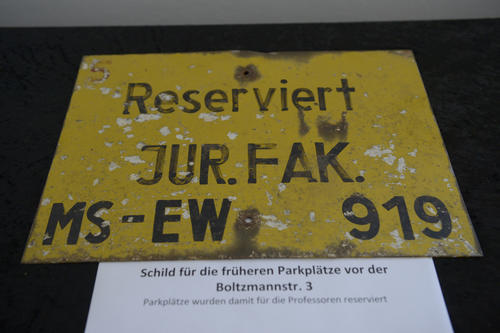 Reserviert
JUR. FAK.
MS-EW 919
Schild für die früheren Parkplätze vor der
Boltzmannstr. 3
Parkplätze wurden damit für die Professoren reserviert